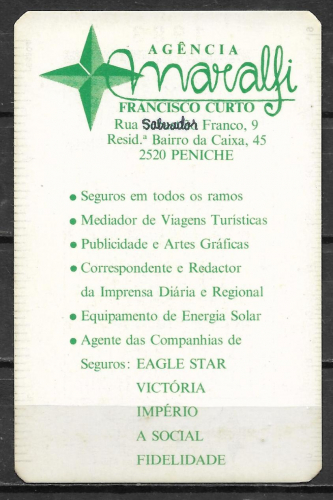 AGÊNCIA
Maralfi
FRANCISCO CURTO
Rua Salvador Franco, 9
Resid.ª Bairro da Caixa, 45
2520 PENICHE
• Seguros em todos os ramos
• Mediador de Viagens Turísticas
• Publicidade e Artes Gráficas
• Correspondente e Redactor
da Imprensa Diária e Regional
• Equipamento de Energia Solar
• Agente das Companhias de
Seguros: EAGLE STAR
VICTÓRIA
IMPÉRIO
A SOCIAL
FIDELIDADE